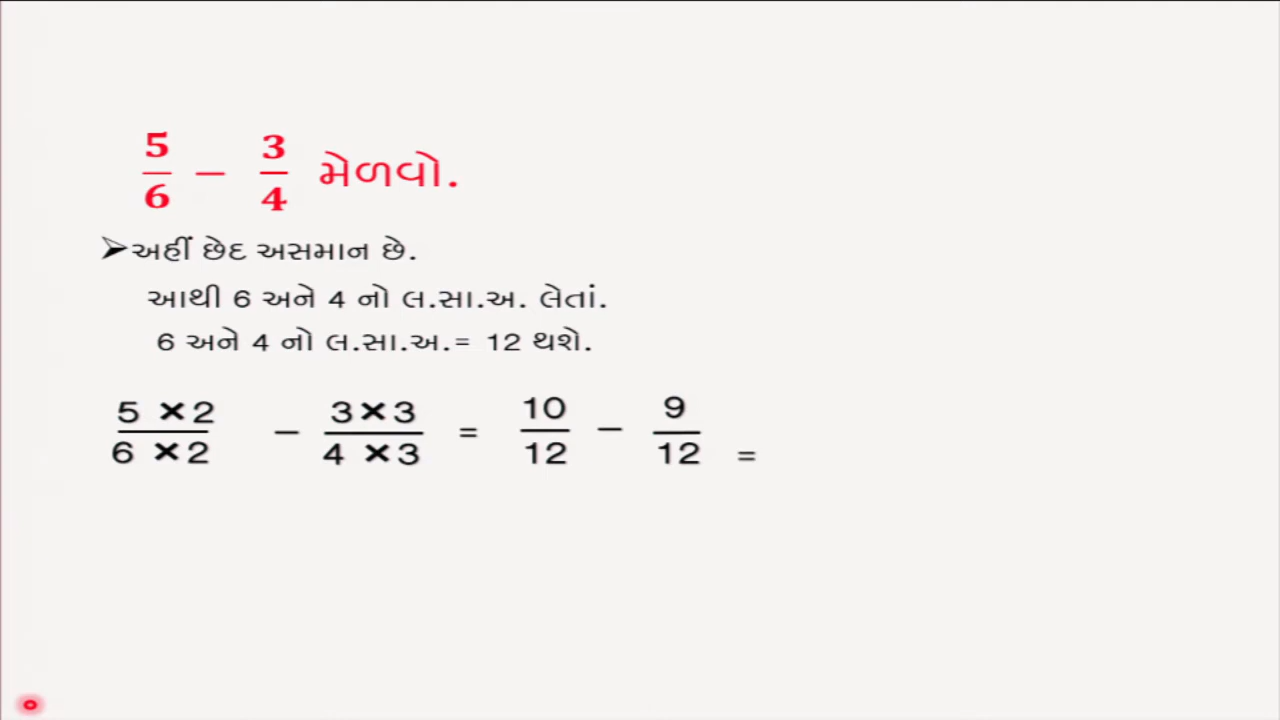 5/6 − 3/4 મેળવો.
➢અહીં છેદ અસમાન છે.
આથી 6 અને 4 નો લ.સા.અ. લેતાં.
6 અને 4 નો લ.સા.અ.= 12 થશે.
5 ×2/6 ×2 − 3×3/4 ×3 = 10/12 − 9/12 =